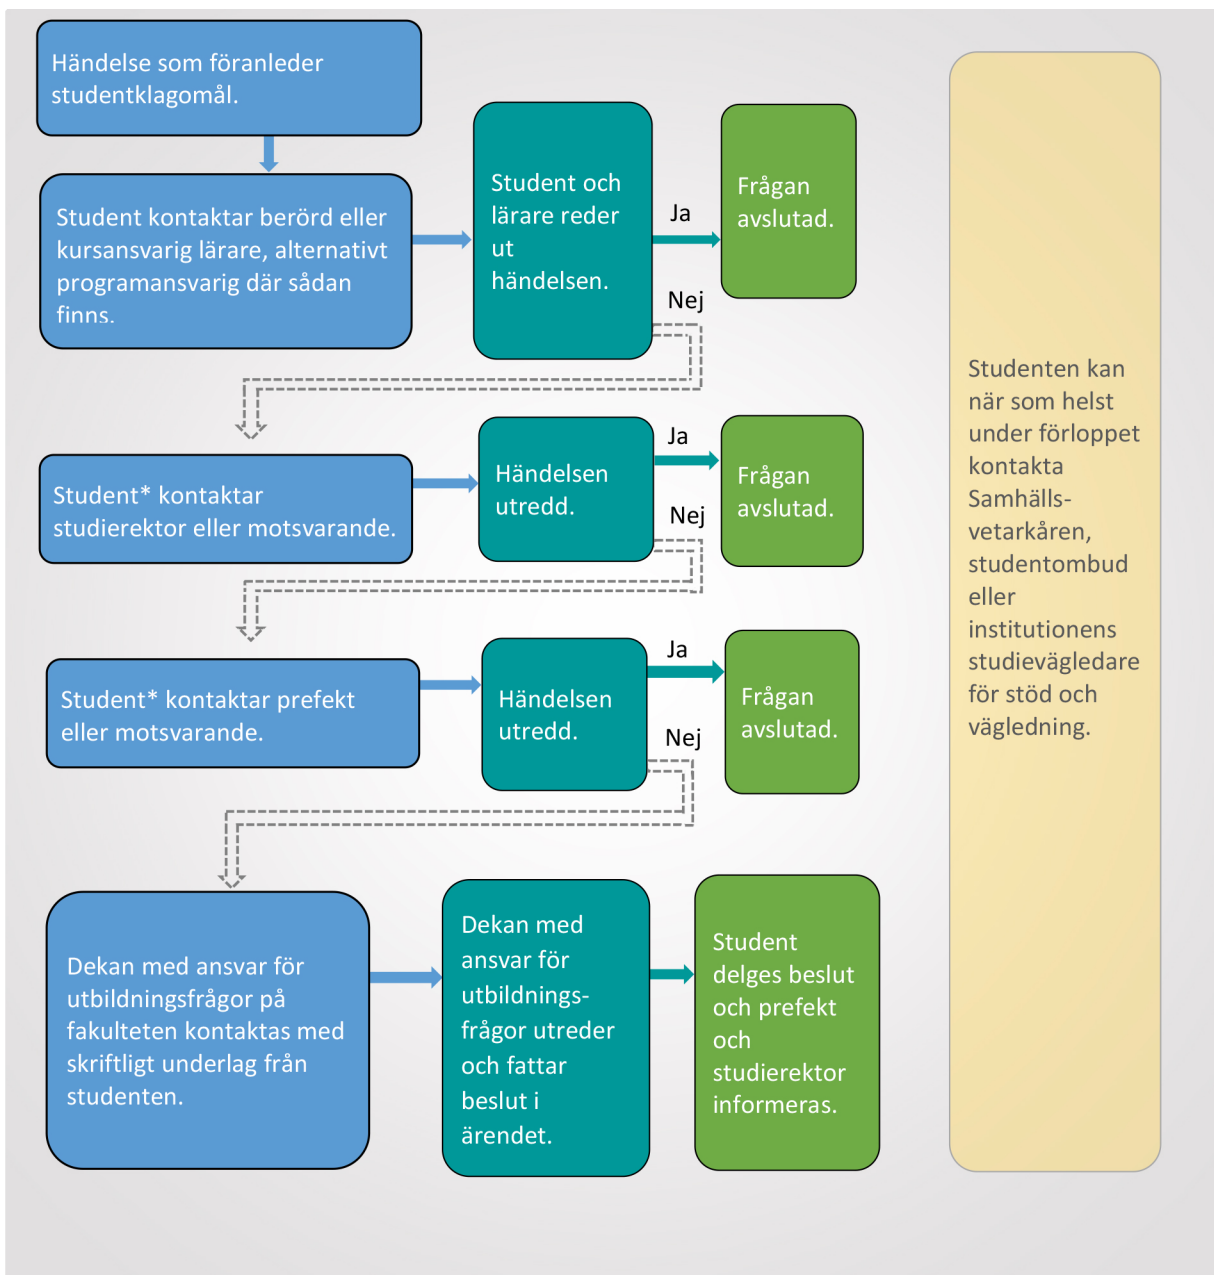 Händelse som föranleder
studentklagomål.
Student kontaktar berörd eller
kursansvarig lärare, alternativt
programansvarig där sådan
finns.
Student och
lärare reder
ut
händelsen.
Ja
Nej
Frågan
avslutad.
Student* kontaktar
studierektor eller motsvarande.
Händelsen
utredd.
Ja
Nej
Frågan
avslutad.
Student* kontaktar prefekt
eller motsvarande.
Händelsen
utredd.
Ja
Nej
Frågan
avslutad.
Dekan med ansvar för
utbildningsfrågor på
fakulteten kontaktas med
skriftligt underlag från
studenten.
Dekan med
ansvar för
utbildnings-
frågor utreder
och fattar
beslut i
ärendet.
Student
delges beslut
och prefekt
och
studierektor
informeras.
Studenten kan
när som helst
under förloppet
kontakta
Samhälls-
vetarkåren,
studentombud
eller
institutionens
studievägledare
för stöd och
vägledning.